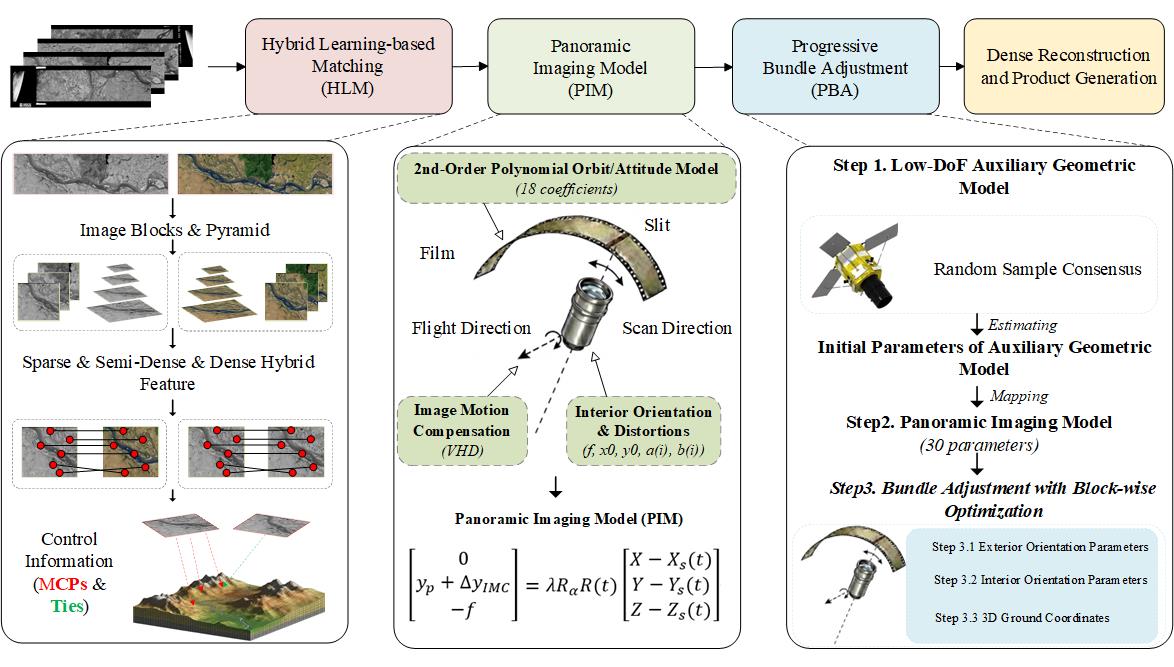 Hybrid Learning-based
Matching
(HLM)
Panoramic
Imaging Model
(PIM)
Progressive
Bundle Adjustment
(PBA)
Dense Reconstruction
and Product Generation
Image Blocks & Pyramid
Sparse & Semi-Dense & Dense Hybrid
Feature
Control
Information
(MCPs &
Ties)
2nd-Order Polynomial Orbit/Attitude Model
(18 coefficients)
Slit
Film
Flight Direction
Scan Direction
Image Motion
Compensation
(VHD)
Interior Orientation
& Distortions
(f, x0, y0, a(i), b(i))
Panoramic Imaging Model (PIM)
[0; y_p + Δy_IMC; −f] = λR_αR(t) [X − X_s(t); Y − Y_s(t); Z − Z_s(t)]
Step 1. Low-DoF Auxiliary Geometric
Model
Random Sample Consensus
Estimating
Initial Parameters of Auxiliary Geometric
Model
Mapping
Step2. Panoramic Imaging Model
(30 parameters)
Step3. Bundle Adjustment with Block-wise
Optimization
Step 3.1 Exterior Orientation Parameters
Step 3.2 Interior Orientation Parameters
Step 3.3 3D Ground Coordinates